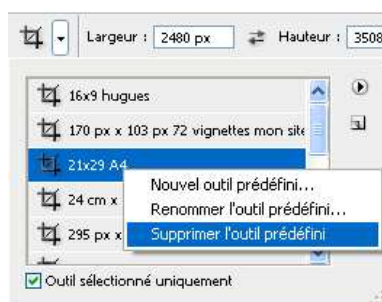 Largeur : 2480 px Hauteur : 3508
16x9 hugues
170 px x 103 px 72 vignettes mon site
21x29 A4
24 cm x
295 px x
Nouvel outil prédéfini...
Renommer l'outil prédéfini...
Supprimer l'outil prédéfini
Outil sélectionné uniquement